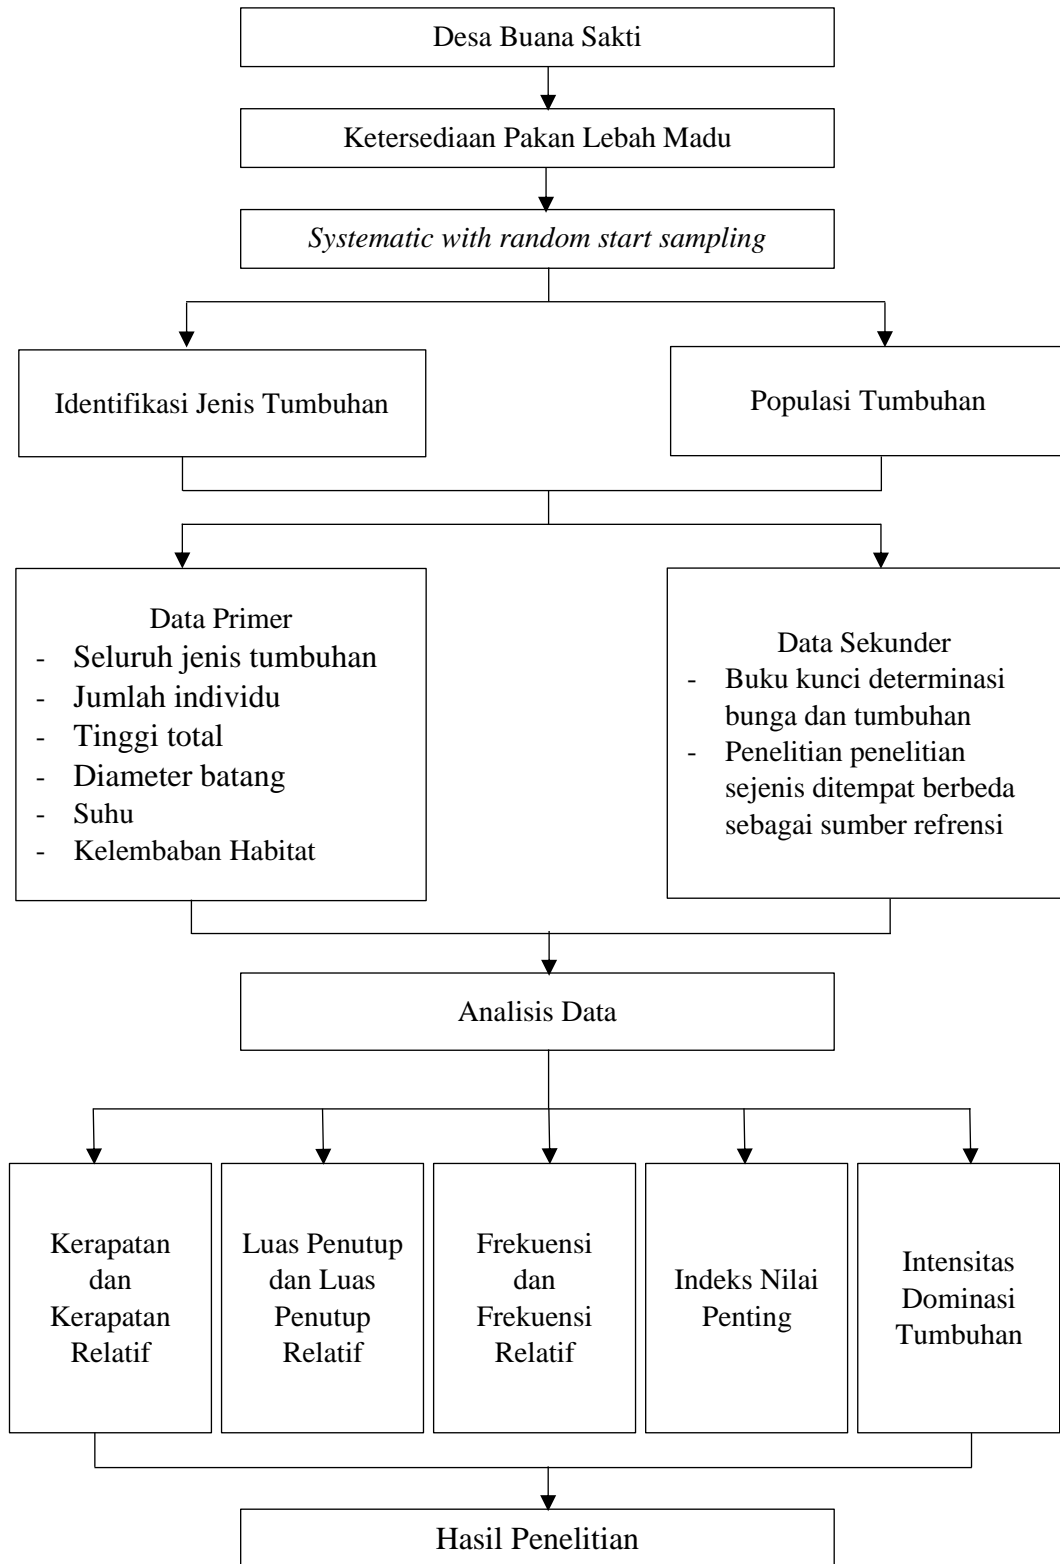 Desa Buana Sakti
Ketersediaan Pakan Lebah Madu
Systematic with random start sampling
Identifikasi Jenis Tumbuhan
Populasi Tumbuhan
Data Primer
- Seluruh jenis tumbuhan
- Jumlah individu
- Tinggi total
- Diameter batang
- Suhu
- Kelembaban Habitat
Data Sekunder
- Buku kunci determinasi
bunga dan tumbuhan
- Penelitian penelitian
sejenis ditempat berbeda
sebagai sumber refrensi
Analisis Data
Kerapatan
dan
Kerapatan
Relatif
Luas Penutup
dan Luas
Penutup
Relatif
Frekuensi
dan
Frekuensi
Relatif
Indeks Nilai
Penting
Intensitas
Dominasi
Tumbuhan
Hasil Penelitian